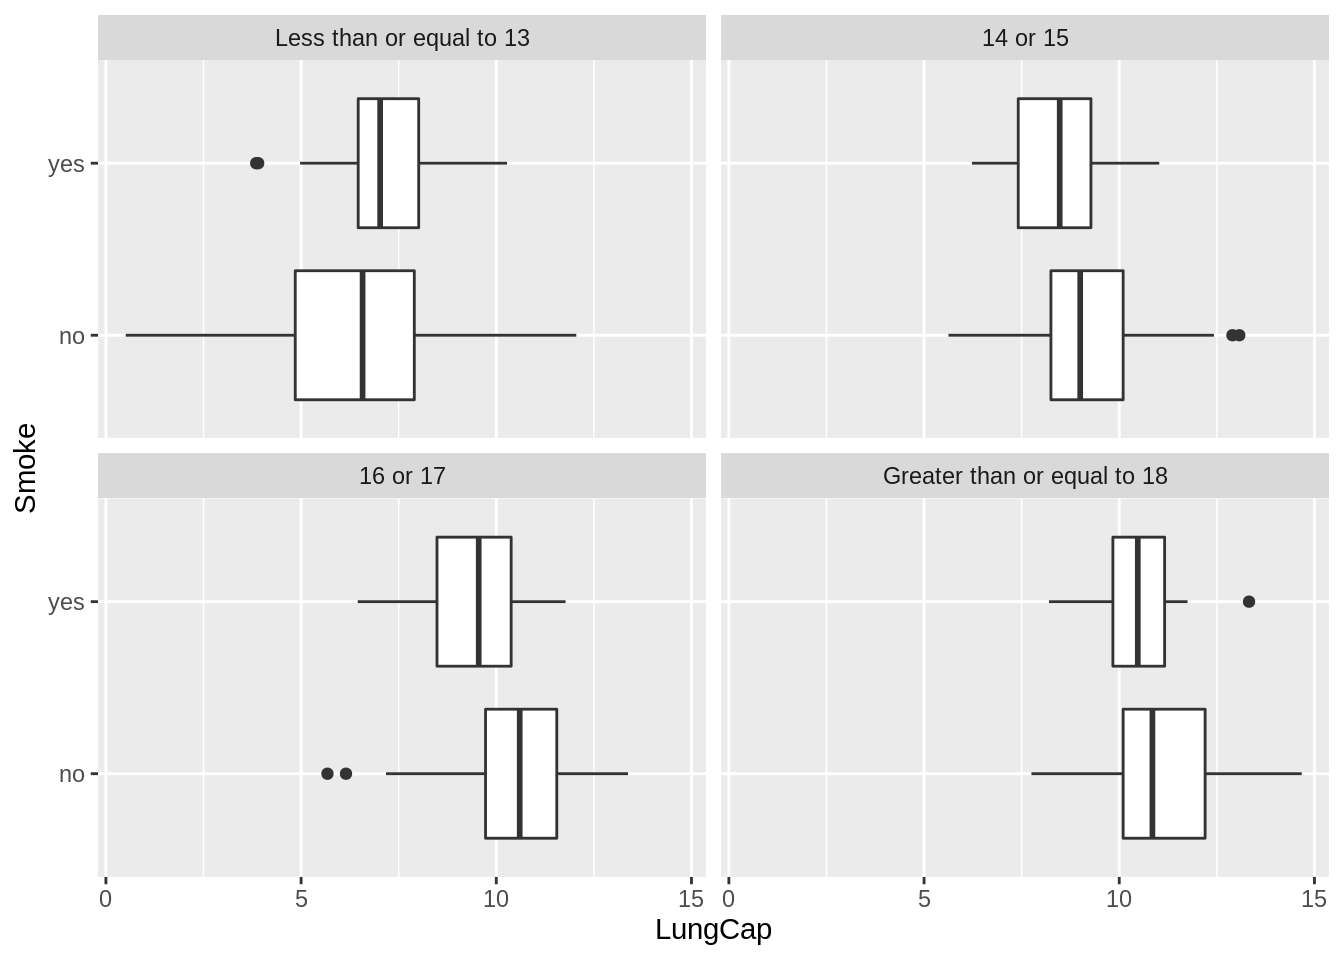 Less than or equal to 13
14 or 15
yes
no
Smoke
16 or 17
Greater than or equal to 18
yes
no
0 5 10 15 0 5 10 15
LungCap